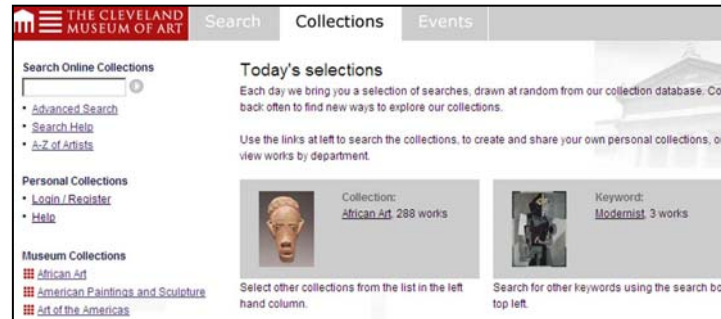 THE CLEVELAND
MUSEUM OF ART
Search
Collections
Events
Search Online Collections
Advanced Search
Search Help
A-Z of Artists
Personal Collections
Login / Register
Help
Museum Collections
African Art
American Paintings and Sculpture
Art of the Americas
Today's selections
Each day we bring you a selection of searches, drawn at random from our collection database. Co
back often to find new ways to explore our collections.
Use the links at left to search the collections, to create and share your own personal collections, o
view works by department.
Collection:
African Art, 288 works
Select other collections from the list in the left
hand column.
Keyword:
Modernist, 3 works
Search for other keywords using the search bo
top left.